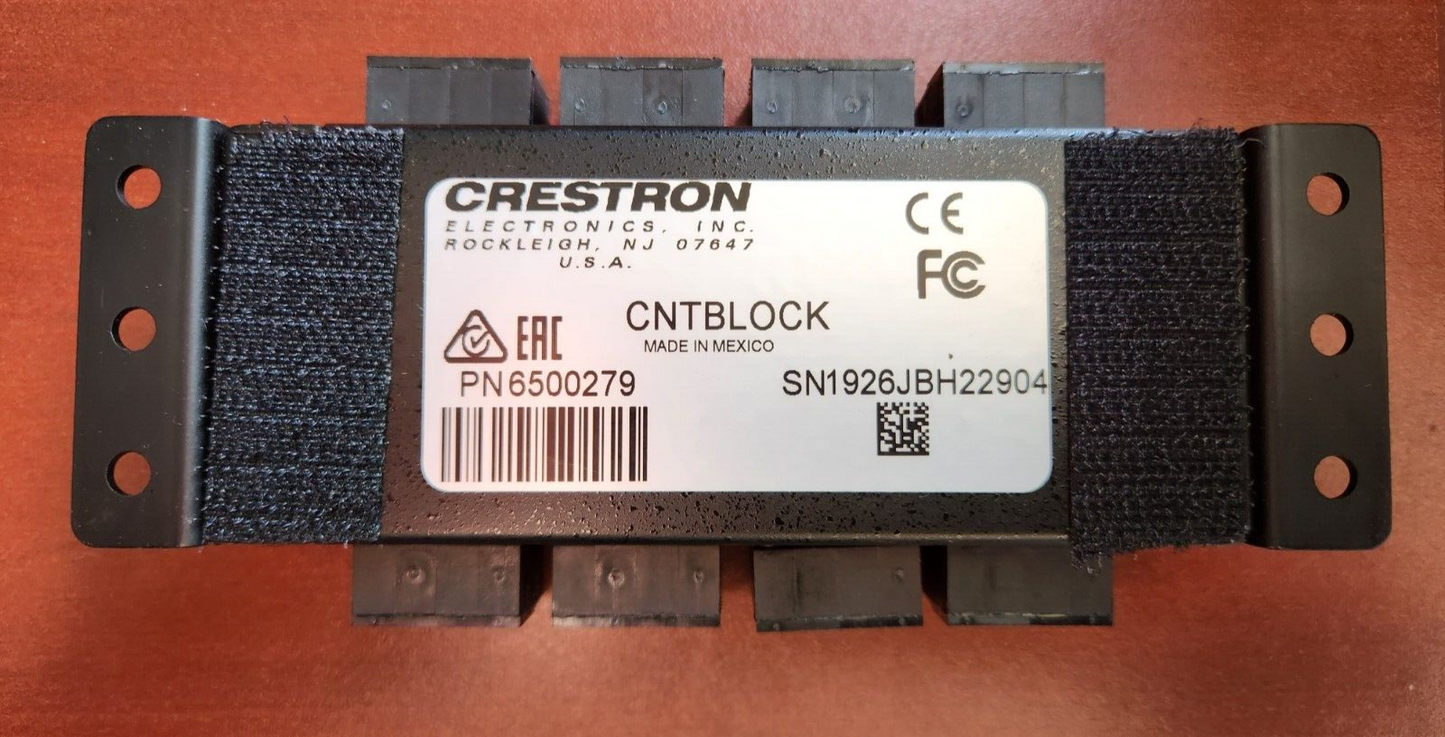 CRESTRON
ELECTRONICS, INC.
ROCKLEIGH, NJ 07647
U.S.A.
CE
FC
CNTBLOCK
MADE IN MEXICO
EAC
PN6500279
SN1926JBH22904